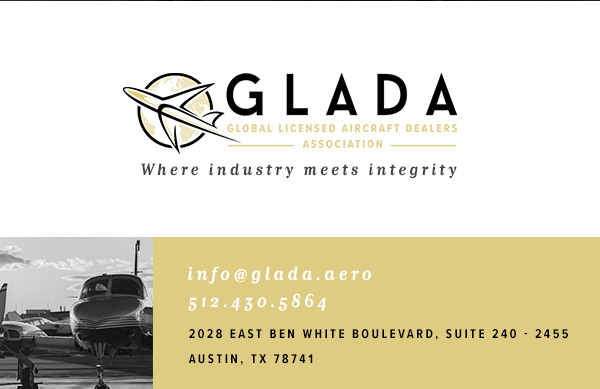 GLADA
GLOBAL LICENSED AIRCRAFT DEALERS
ASSOCIATION
Where industry meets integrity
info@glada.aero
512.430.5864
2028 EAST BEN WHITE BOULEVARD, SUITE 240 - 2455
AUSTIN, TX 78741